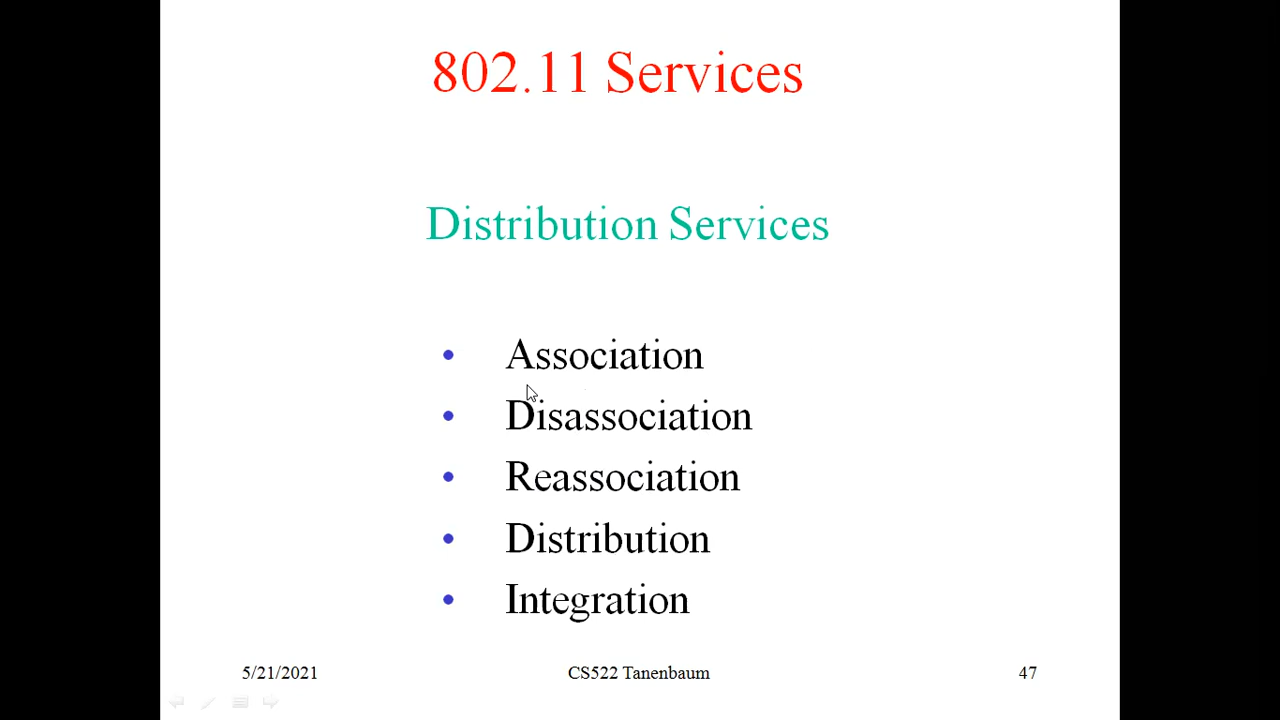 802.11 Services
Distribution Services
• Association
• Disassociation
• Reassociation
• Distribution
• Integration
5/21/2021 CS522 Tanenbaum 47